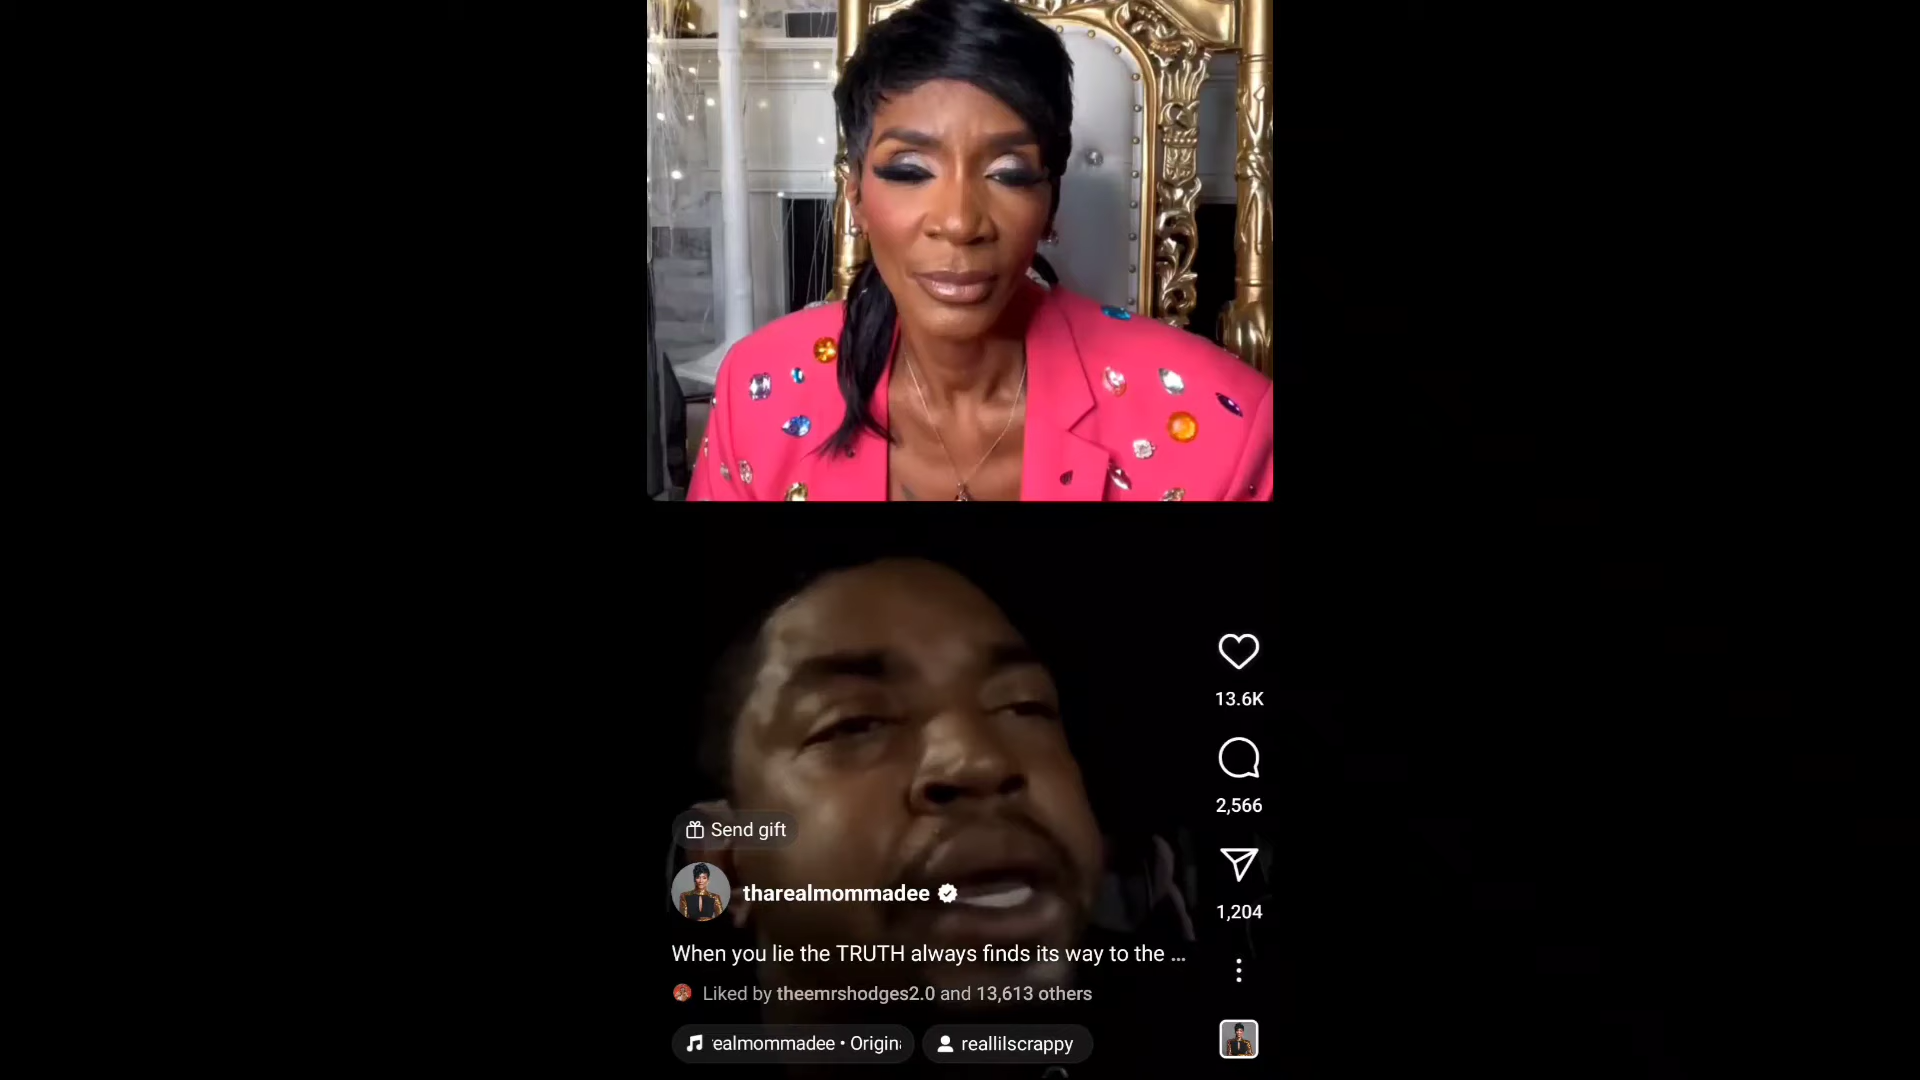 13.6K
2,566
Send gift
tharealmommadee
1,204
When you lie the TRUTH always finds its way to the ...
Liked by theemrshodges2.0 and 13,613 others
ealmommadee • Origin
reallilscrappy